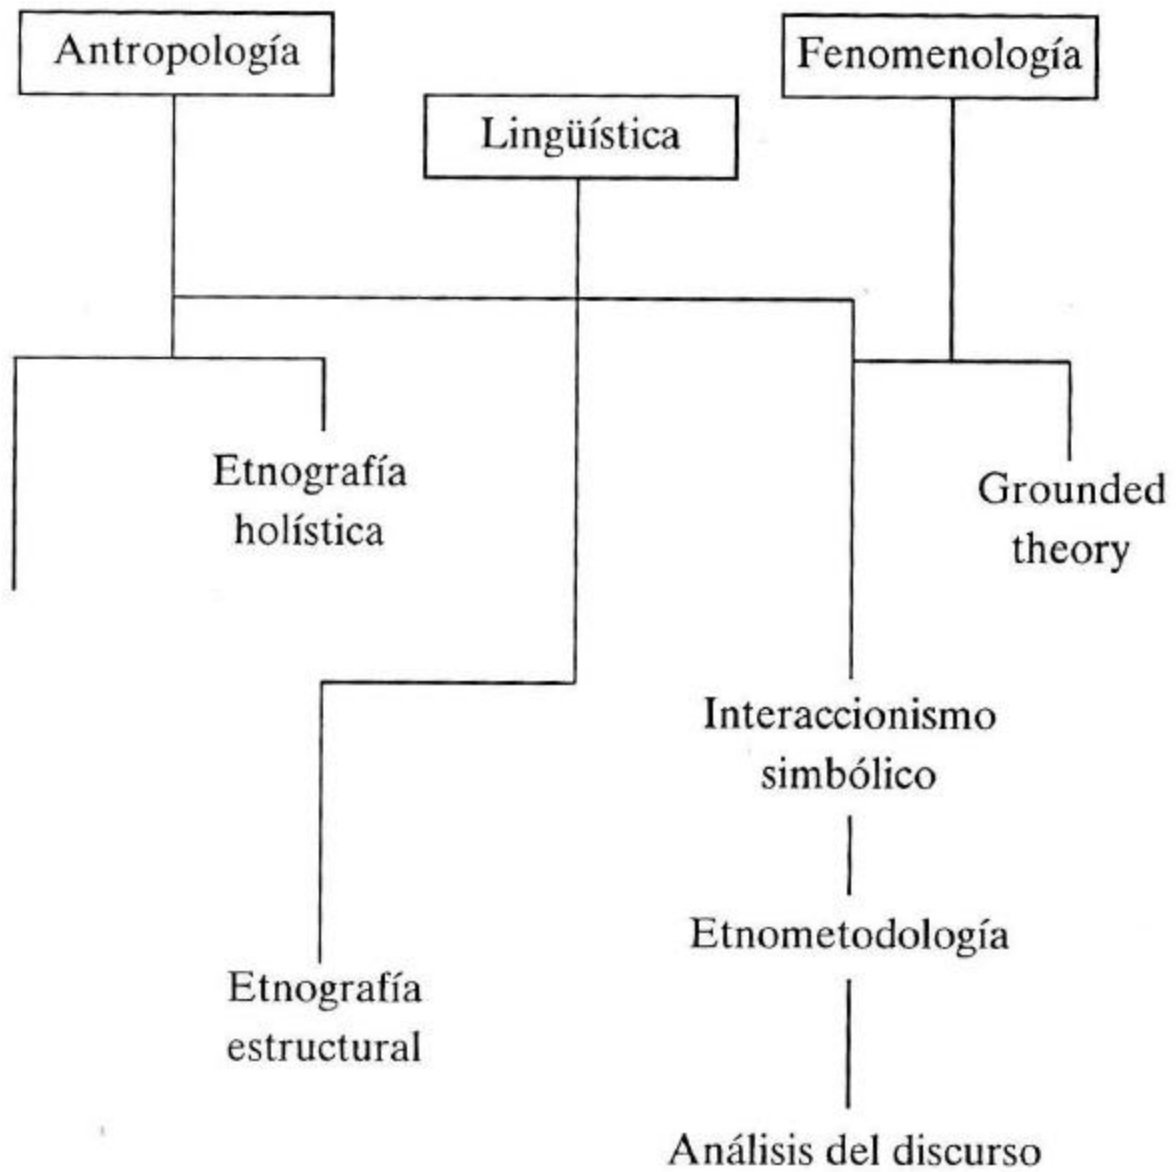 Antropología
Fenomenología
Lingüística
Etnografía
holística
Grounded
theory
Interaccionismo
simbólico
Etnometodología
Etnografía
estructural
Análisis del discurso